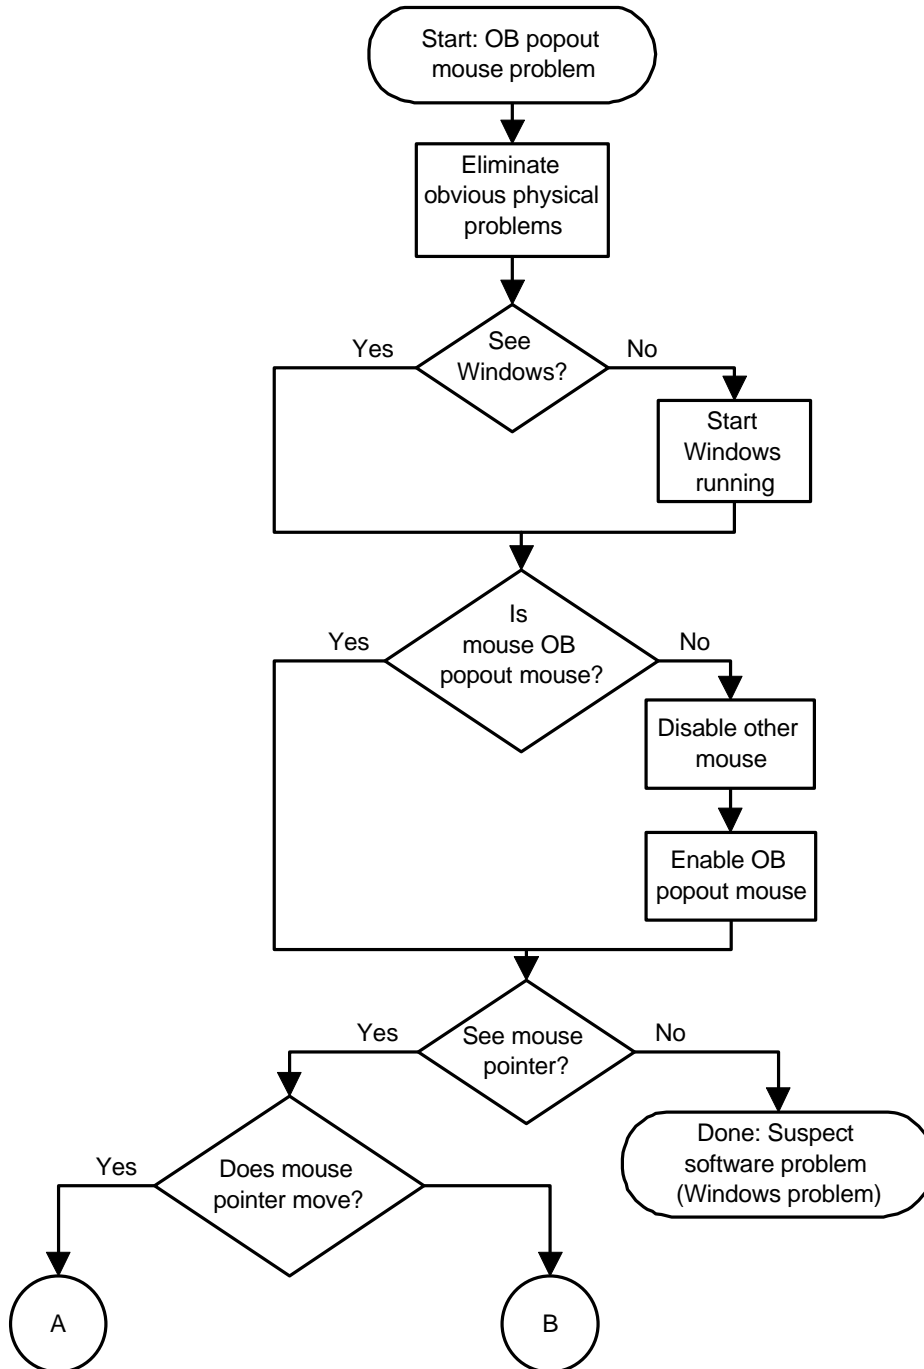 Start: OB popout
mouse problem
Eliminate
obvious physical
problems
See
Windows?
Yes
No
Start
Windows
running
Is
mouse OB
popout mouse?
Yes
No
Disable other
mouse
Enable OB
popout mouse
See mouse
pointer?
Yes
No
Done: Suspect
software problem
(Windows problem)
Does mouse
pointer move?
Yes
A
B